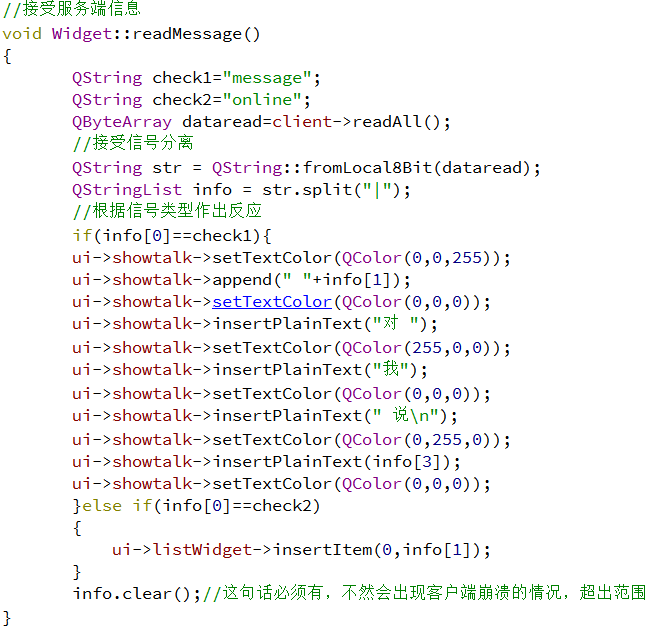 //接受服务端信息
void Widget::readMessage()
{
        QString check1="message";
        QString check2="online";
        QByteArray dataread=client->readAll();
        //接受信号分离
        QString str = QString::fromLocal8Bit(dataread);
        QStringList info = str.split("|");
        //根据信号类型作出反应
        if(info[0]==check1){
        ui->showtalk->setTextColor(QColor(0,0,255));
        ui->showtalk->append(" "+info[1]);
        ui->showtalk->setTextColor(QColor(0,0,0));
        ui->showtalk->insertPlainText("对 ");
        ui->showtalk->setTextColor(QColor(255,0,0));
        ui->showtalk->insertPlainText("我");
        ui->showtalk->setTextColor(QColor(0,0,0));
        ui->showtalk->insertPlainText(" 说\n");
        ui->showtalk->setTextColor(QColor(0,255,0));
        ui->showtalk->insertPlainText(info[3]);
        ui->showtalk->setTextColor(QColor(0,0,0));
        }else if(info[0]==check2)
        {
            ui->listWidget->insertItem(0,info[1]);
        }
        info.clear();//这句话必须有，不然会出现客户端崩溃的情况，超出范围
}